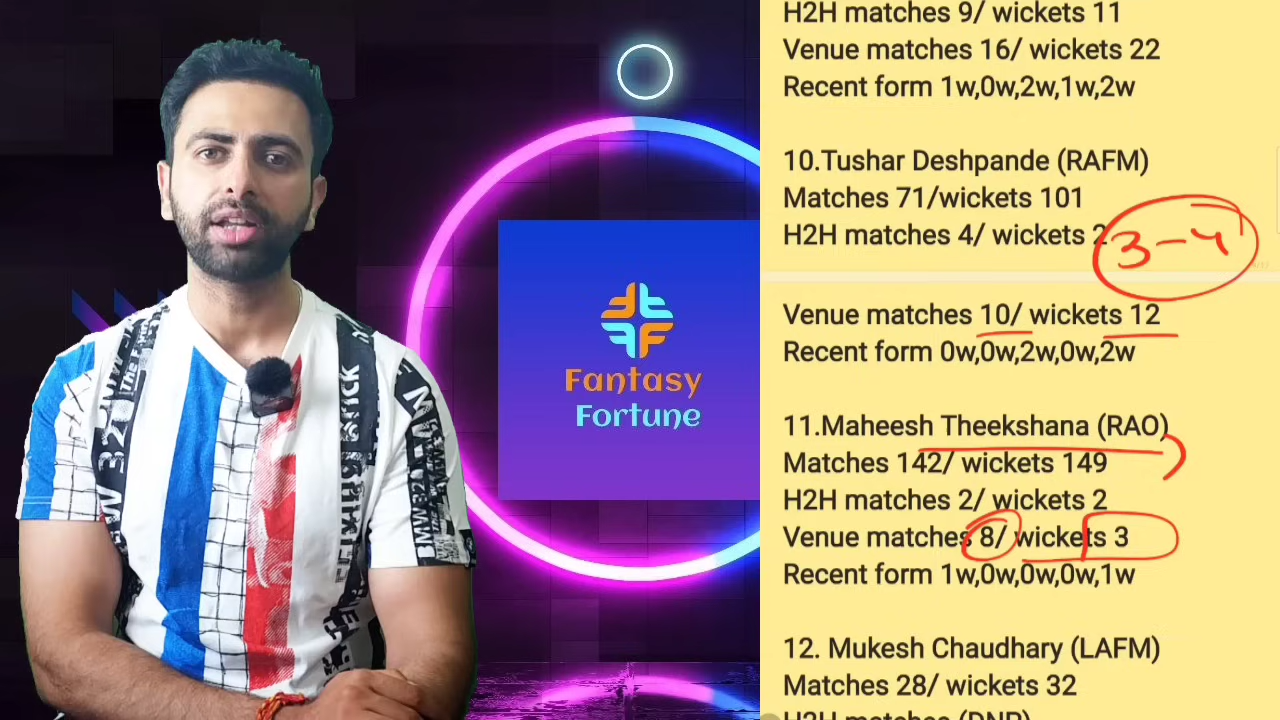 H2H matches 9/ wickets 11
Venue matches 16/ wickets 22
Recent form 1w,0w,2w,1w,2w
10.Tushar Deshpande (RAFM)
Matches 71/wickets 101
H2H matches 4/ wickets 2
3-4
Venue matches 10/ wickets 12
Recent form 0w,0w,2w,0w,2w
11.Maheesh Theekshana (RAO)
Matches 142/ wickets 149
H2H matches 2/ wickets 2
Venue matches 8/ wickets 3
Recent form 1w,0w,0w,0w,1w
12. Mukesh Chaudhary (LAFM)
Matches 28/ wickets 32
H2H matches (DNP)
Fantasy
Fortune